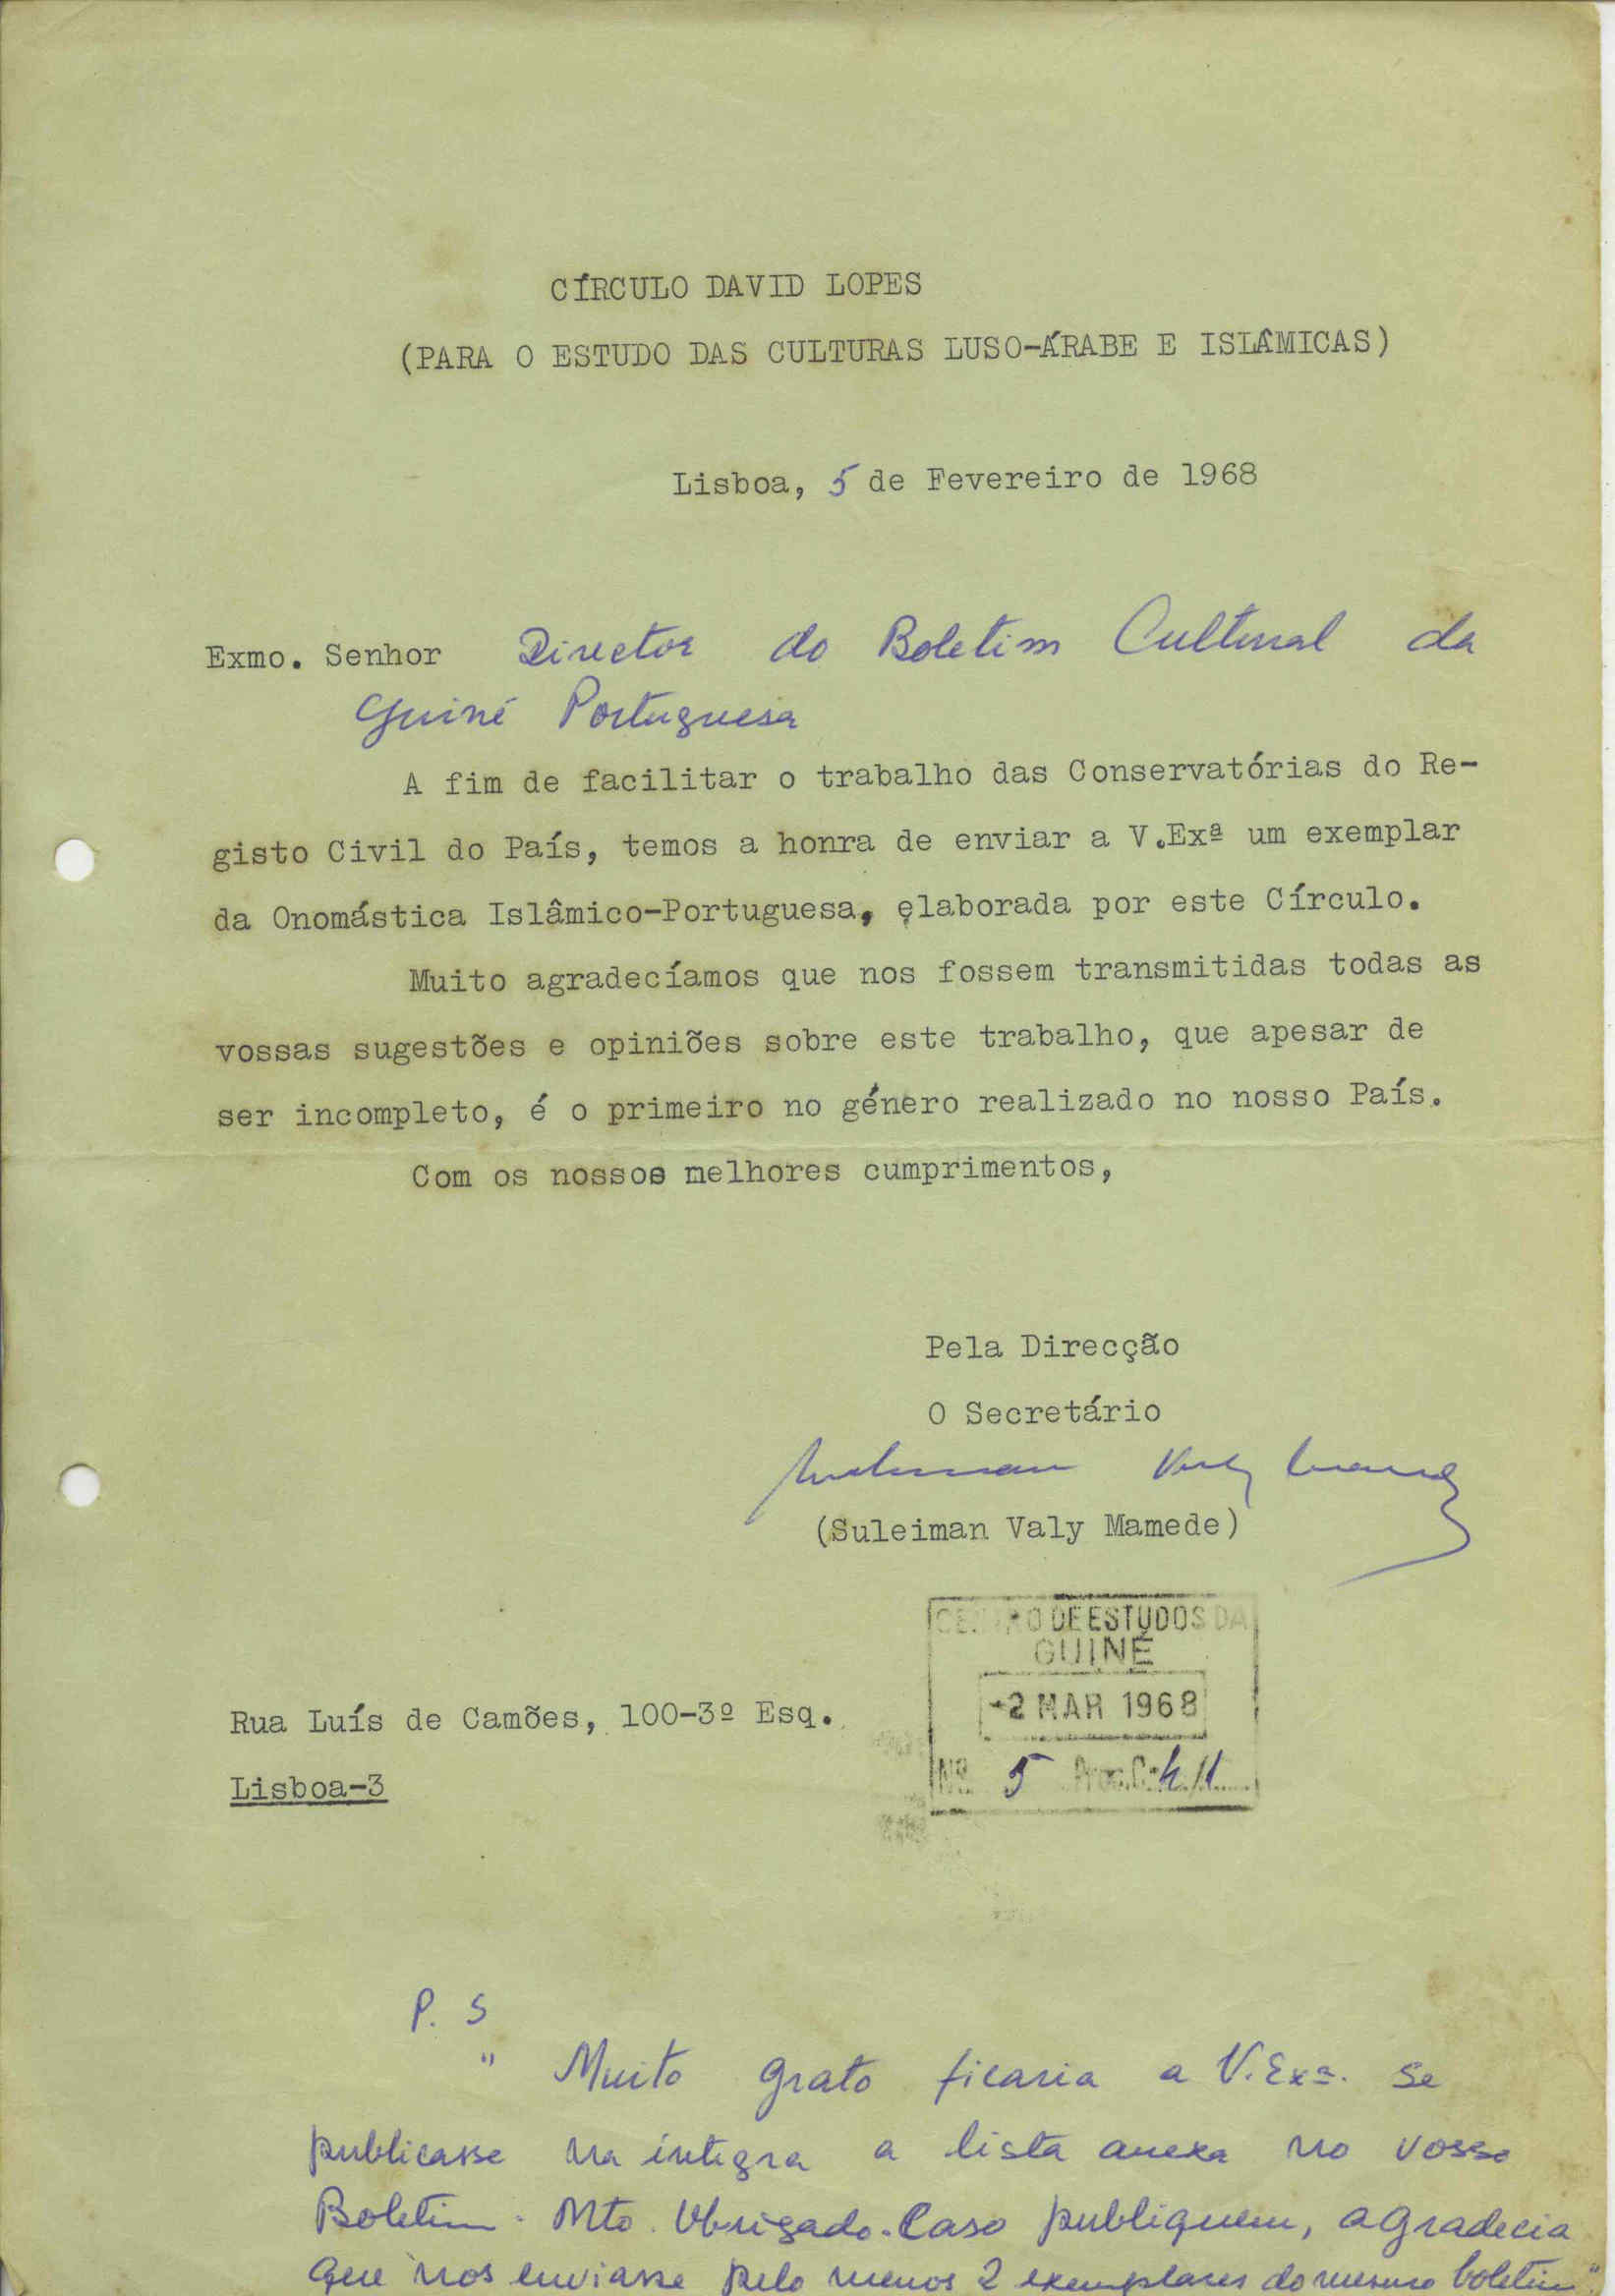 CÍRCULO DAVID LOPES
(PARA O ESTUDO DAS CULTURAS LUSO-ÁRABE E ISLÂMICAS)
Lisboa, 5 de Fevereiro de 1968
Exmo. Senhor Director do Boletim Cultural da
Guiné Portuguesa
A fim de facilitar o trabalho das Conservatórias do Re-
gisto Civil do País, temos a honra de enviar a V.Exª um exemplar
da Onomástica Islâmico-Portuguesa, elaborada por este Círculo.
Muito agradecíamos que nos fossem transmitidas todas as
vossas sugestões e opiniões sobre este trabalho, que apesar de
ser incompleto, é o primeiro no género realizado no nosso País.
Com os nossos melhores cumprimentos,
Pela Direcção
O Secretário
Suleiman Valy Mamede
(Suleiman Valy Mamede)
CENTRO DE ESTUDOS DA
GUINÉ
-2 MAR 1968
Nº 5
Rua Luís de Camões, 100-3º Esq.
Lisboa-3
P. S
" Muito grato ficaria a V. Exª. se
publicasse na íntegra a lista anexa no vosso
Boletim. Mto. Obrigado. Caso publiquem, agradecia
que nos enviasse pelo menos 2 exemplares do mesmo boletim."